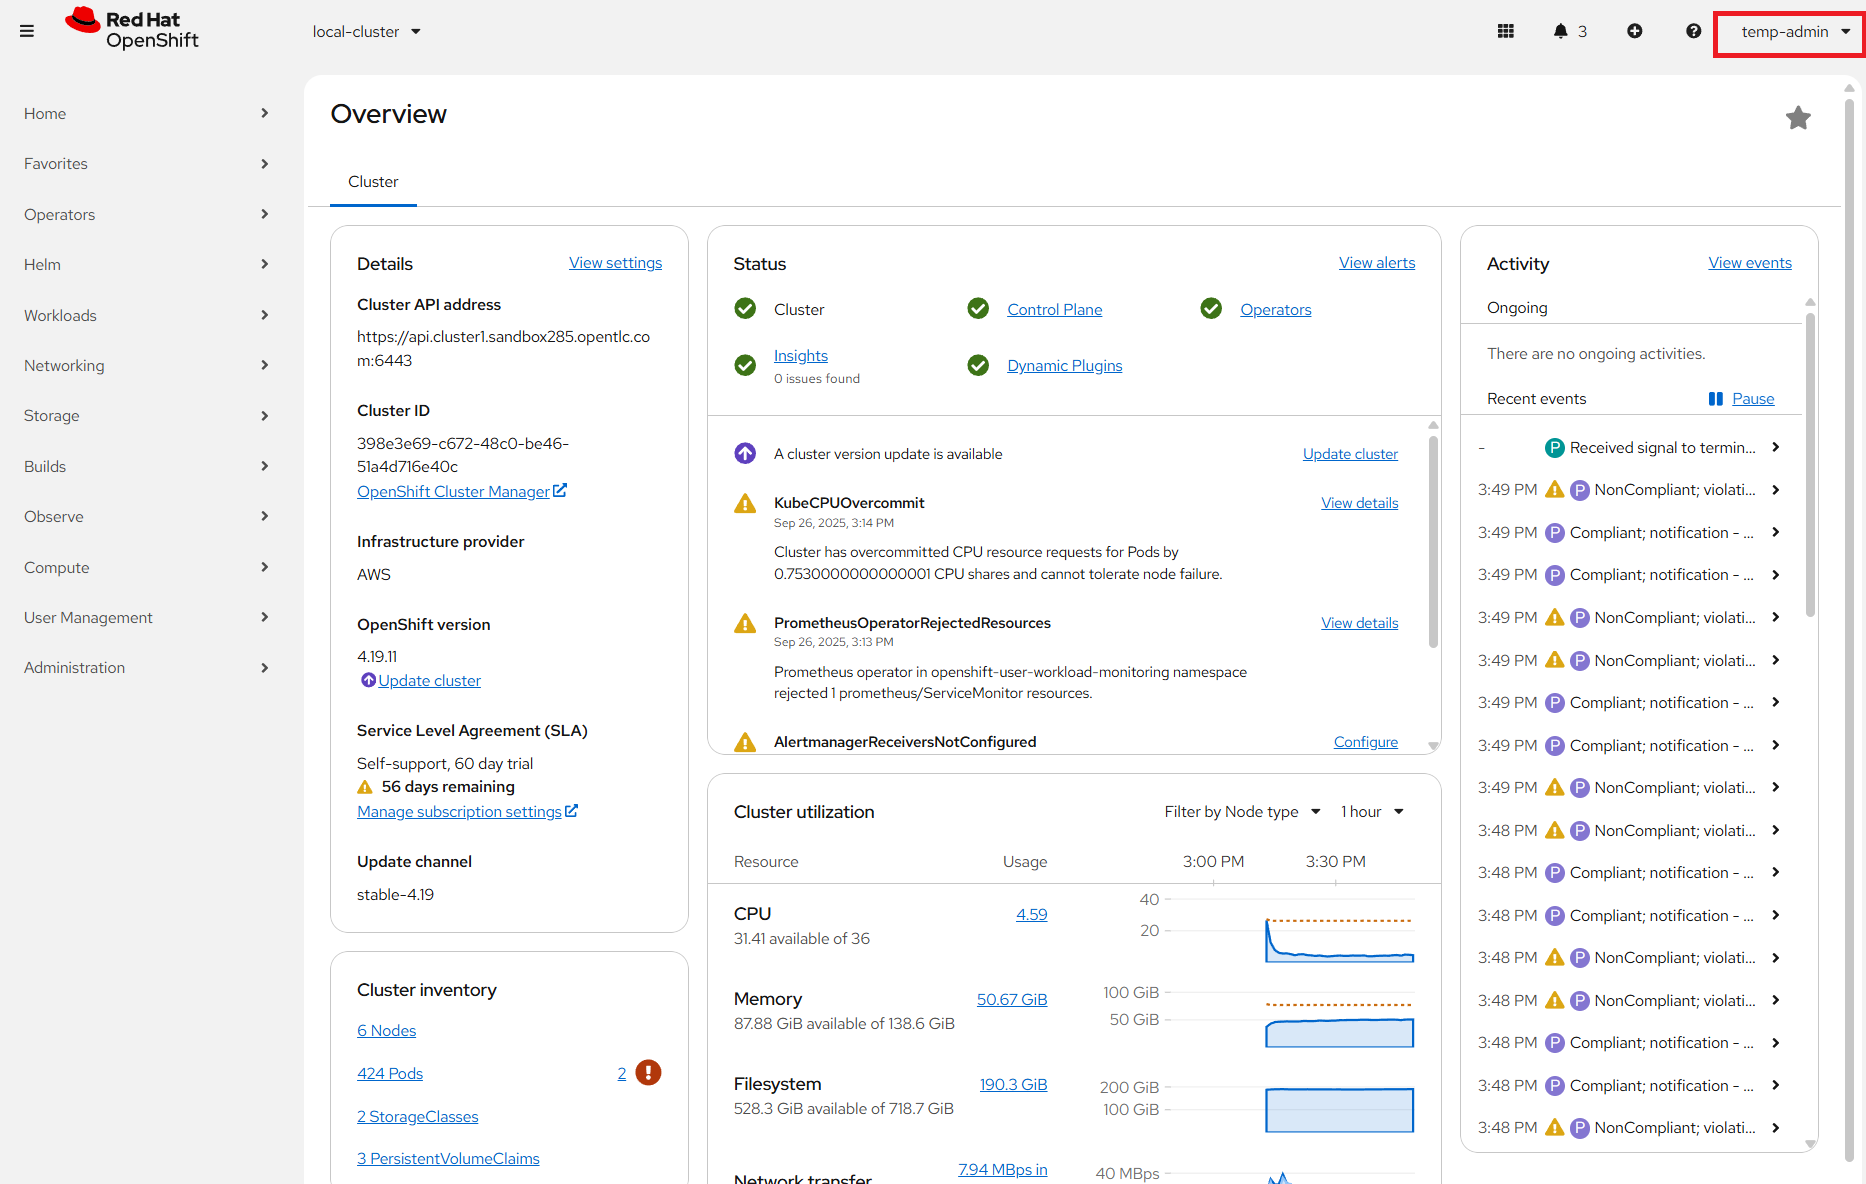 Red Hat
OpenShift
local-cluster
3
temp-admin
Home
Favorites
Operators
Helm
Workloads
Networking
Storage
Builds
Observe
Compute
User Management
Administration
Overview
Cluster
Details
View settings
Cluster API address
https://api.cluster1.sandbox285.opentlc.co
m:6443
Cluster ID
398e3e69-c672-48c0-be46-
51a4d716e40c
OpenShift Cluster Manager
Infrastructure provider
AWS
OpenShift version
4.19.11
Update cluster
Service Level Agreement (SLA)
Self-support, 60 day trial
56 days remaining
Manage subscription settings
Update channel
stable-4.19
Cluster inventory
6 Nodes
424 Pods
2
2 StorageClasses
3 PersistentVolumeClaims
Status
View alerts
Cluster
Control Plane
Operators
Insights
0 issues found
Dynamic Plugins
A cluster version update is available
Update cluster
KubeCPUOvercommit
View details
Sep 26, 2025, 3:14 PM
Cluster has overcommitted CPU resource requests for Pods by
0.7530000000000001 CPU shares and cannot tolerate node failure.
PrometheusOperatorRejectedResources
View details
Sep 26, 2025, 3:13 PM
Prometheus operator in openshift-user-workload-monitoring namespace
rejected 1 prometheus/ServiceMonitor resources.
AlertmanagerReceiversNotConfigured
Configure
Cluster utilization
Filter by Node type
1 hour
Resource
Usage
3:00 PM
3:30 PM
CPU
4.59
31.41 available of 36
40
20
Memory
50.67 GiB
87.88 GiB available of 138.6 GiB
100 GiB
50 GiB
Filesystem
190.3 GiB
528.3 GiB available of 718.7 GiB
200 GiB
100 GiB
Network transfer
7.94 MBps in
40 MBps
Activity
View events
Ongoing
There are no ongoing activities.
Recent events
Pause
- P Received signal to termin...
3:49 PM P NonCompliant; violati...
3:49 PM P Compliant; notification - ...
3:49 PM P Compliant; notification - ...
3:49 PM P NonCompliant; violati...
3:49 PM P NonCompliant; violati...
3:49 PM P Compliant; notification - ...
3:49 PM P Compliant; notification - ...
3:49 PM P NonCompliant; violati...
3:48 PM P NonCompliant; violati...
3:48 PM P Compliant; notification - ...
3:48 PM P Compliant; notification - ...
3:48 PM P NonCompliant; violati...
3:48 PM P NonCompliant; violati...
3:48 PM P Compliant; notification - ...
3:48 PM P Compliant; notification - ...
3:48 PM P NonCompliant; violati...